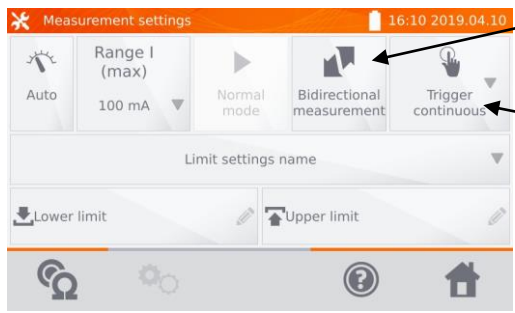 Measurement settings
16:10 2019.04.10
Auto
Range I
(max)
100 mA
Normal
mode
Bidirectional
measurement
Trigger
continuous
Limit settings name
Lower limit
Upper limit